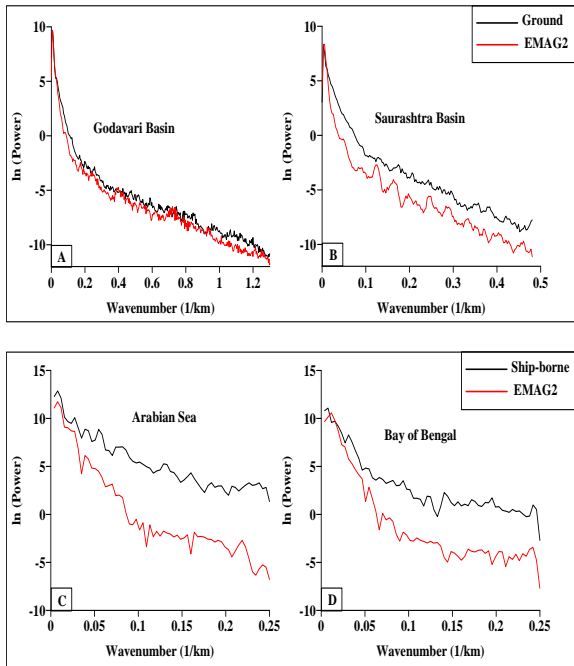 Ground
EMAG2
10
5
0
-5
-10
ln (Power)
Godavari Basin
A
0 0.2 0.4 0.6 0.8 1 1.2
Wavenumber (1/km)
10
5
0
-5
-10
ln (Power)
Saurashtra Basin
B
0 0.1 0.2 0.3 0.4 0.5
Wavenumber (1/km)
Ship-borne
EMAG2
15
10
5
0
-5
-10
ln (Power)
Arabian Sea
C
0 0.05 0.1 0.15 0.2 0.25
Wavenumber (1/km)
15
10
5
0
-5
-10
ln (Power)
Bay of Bengal
D
0 0.05 0.1 0.15 0.2 0.25
Wavenumber (1/km)